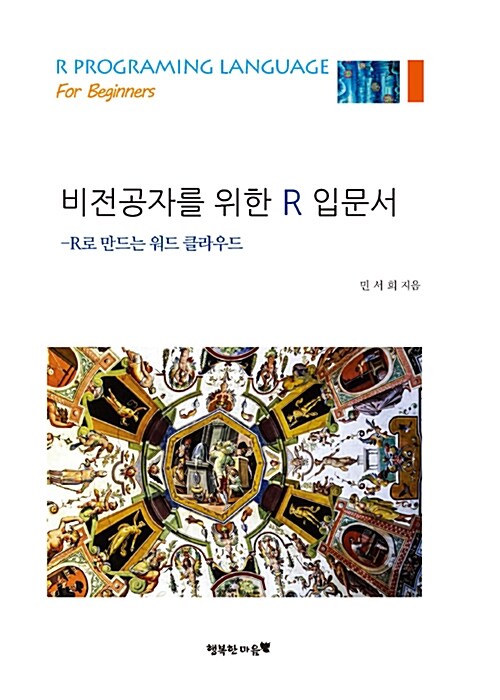 R PROGRAMING LANGUAGE
For Beginners
비전공자를 위한 R 입문서
-R로 만드는 워드 클라우드
민 서 희 지음
행복한 마음